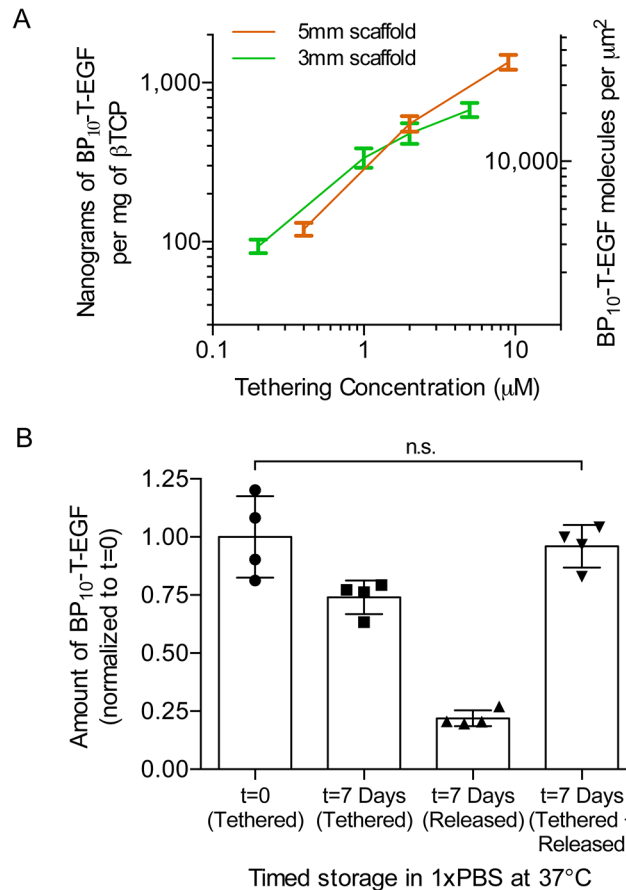 A
5mm scaffold
3mm scaffold
Nanograms of BP10-T-EGF
per mg of βTCP
1,000
100
10,000
BP10-T-EGF molecules per μm2
0.1
1
10
Tethering Concentration (μM)
B
n.s.
Amount of BP10-T-EGF
(normalized to t=0)
1.25
1.00
0.75
0.50
0.25
0.00
t=0
(Tethered)
t=7 Days
(Tethered)
t=7 Days
(Released)
t=7 Days
(Tethered
Released)
Timed storage in 1xPBS at 37°C